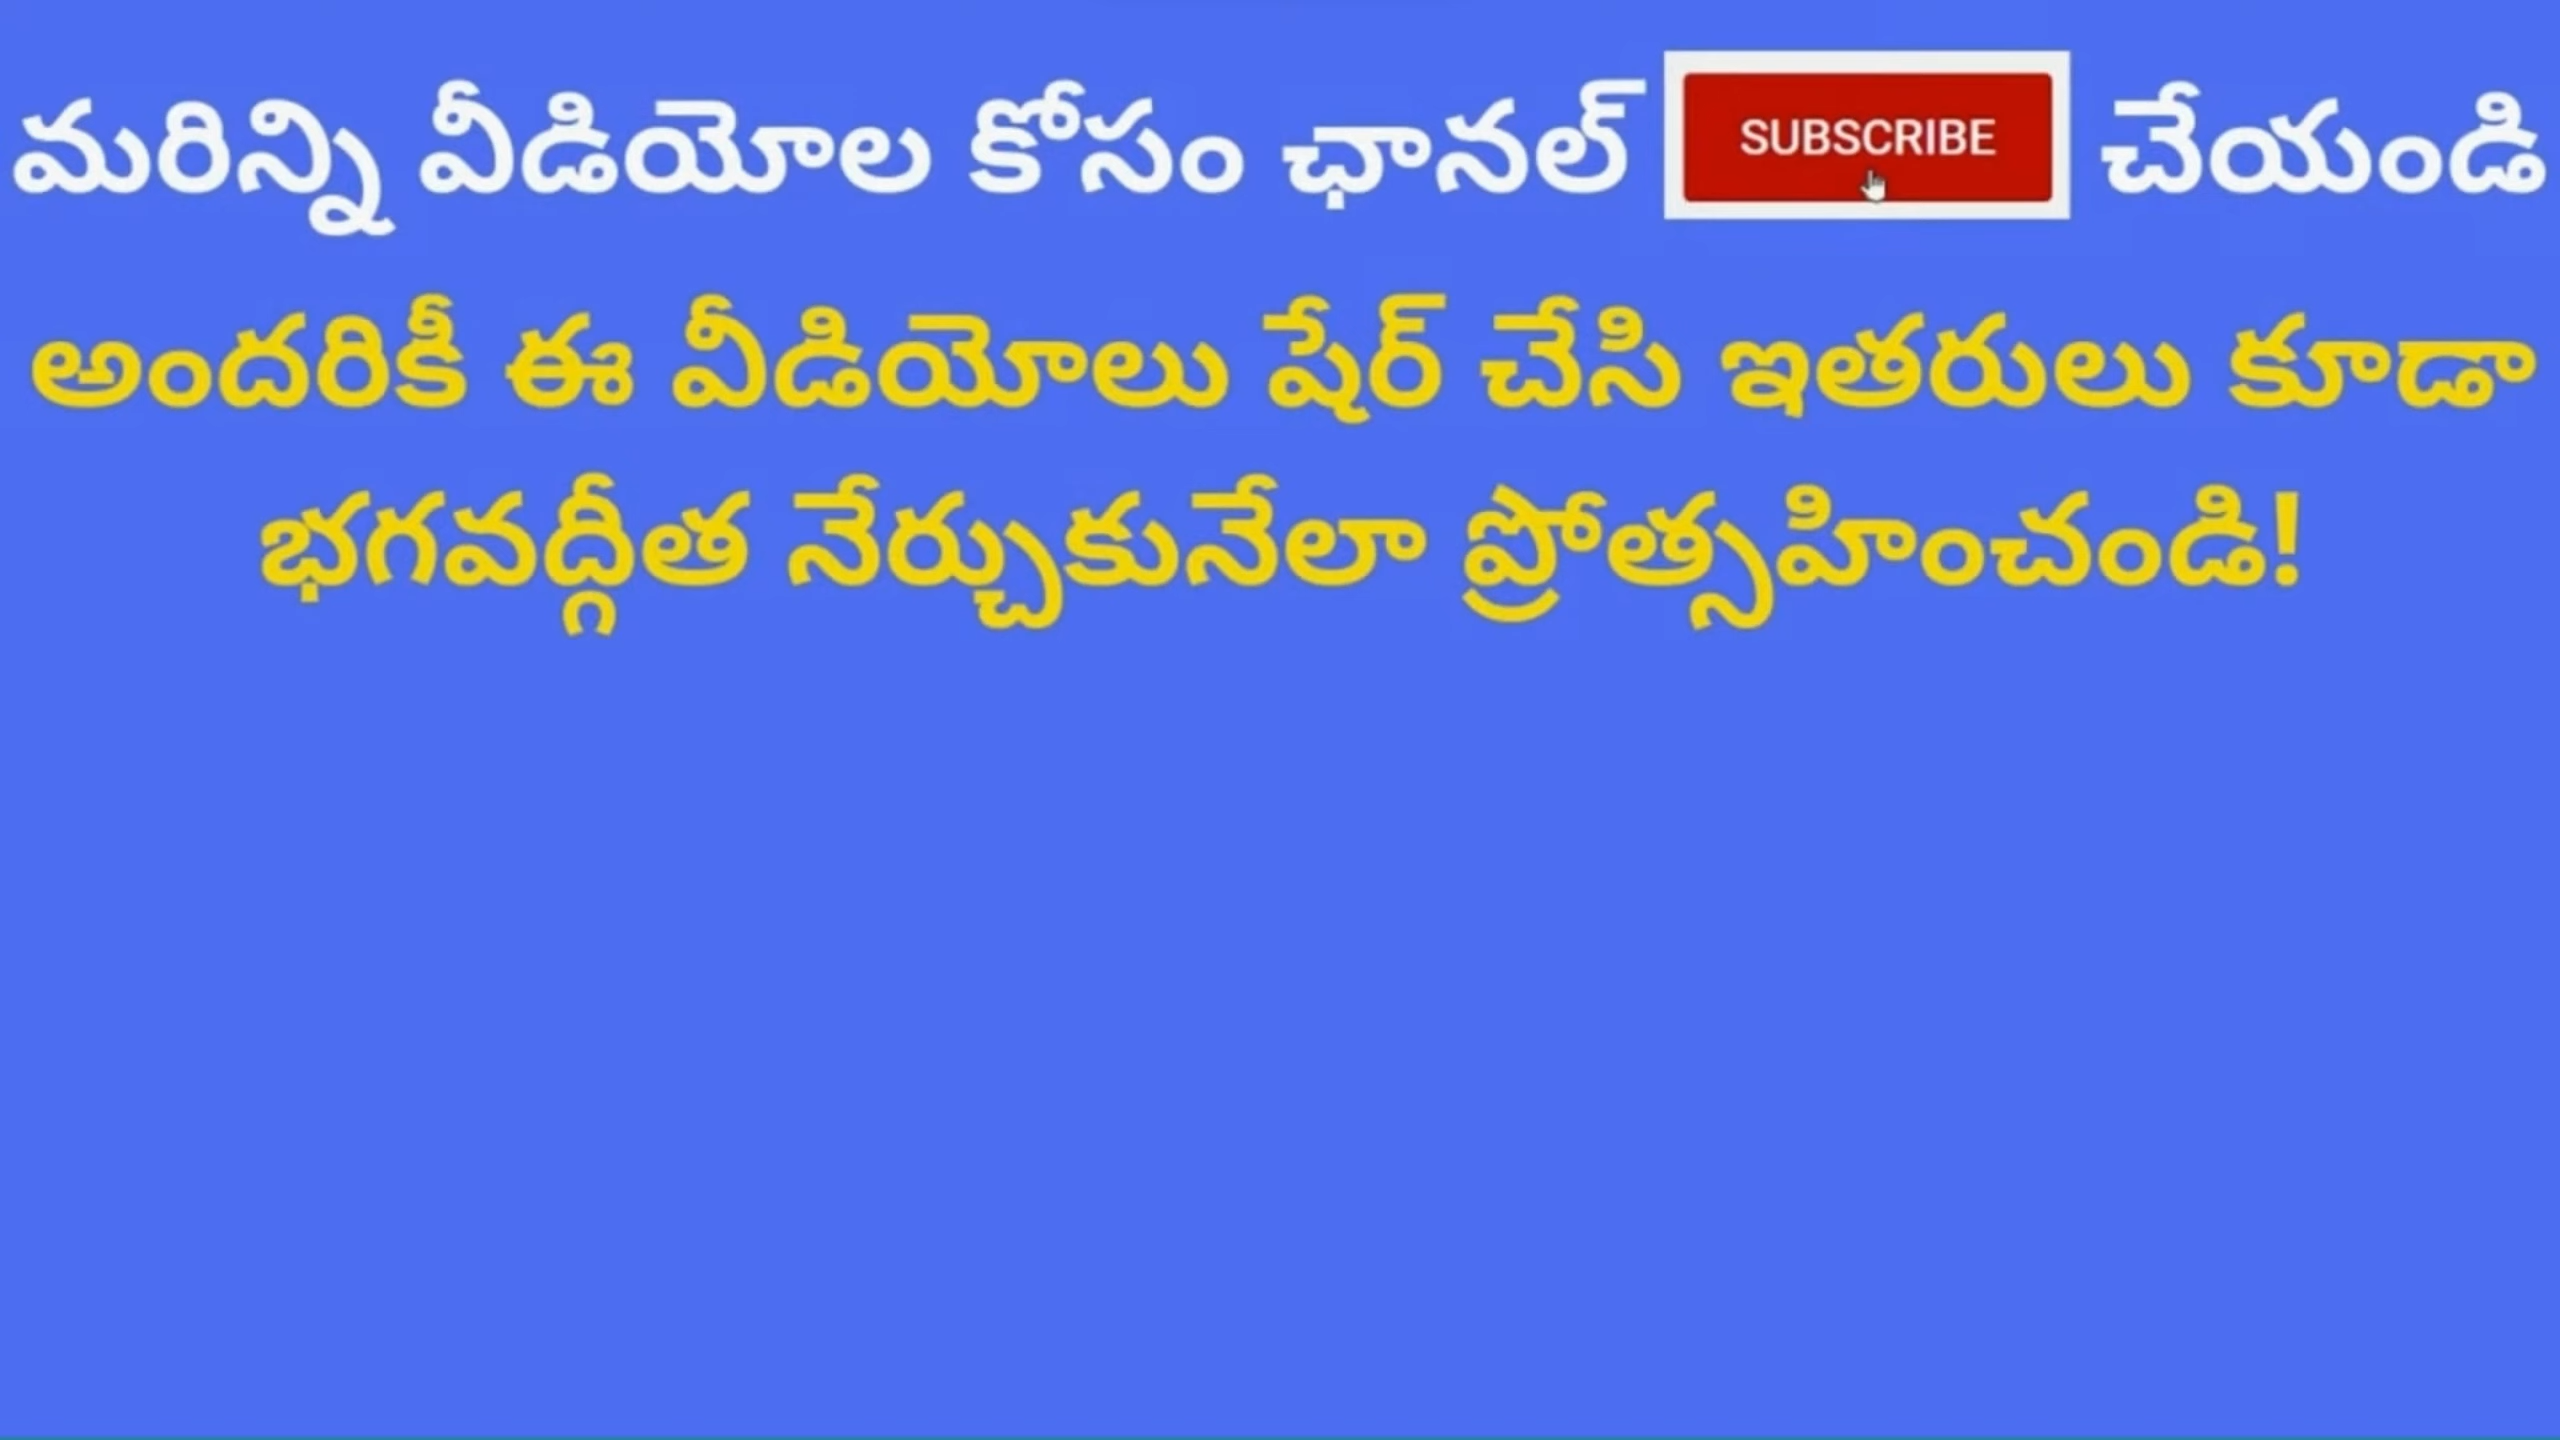 మరిన్ని వీడియోల కోసం ఛానల్ SUBSCRIBE చేయండి
అందరికీ ఈ వీడియోలు షేర్ చేసి ఇతరులు కూడా
భగవద్గీత నేర్చుకునేలా ప్రోత్సహించండి!